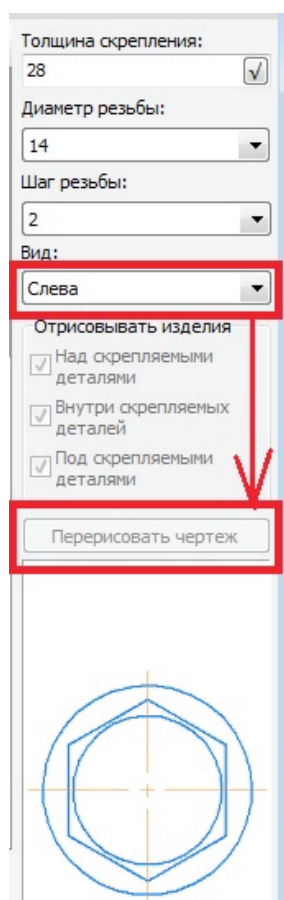 Толщина скрепления:
28
√
Диаметр резьбы:
14
Шаг резьбы:
2
Вид:
Слева
Отрисовывать изделия
Над скрепляемыми
деталями
Внутри скрепляемых
деталей
Под скрепляемыми
деталями
Перерисовать чертеж